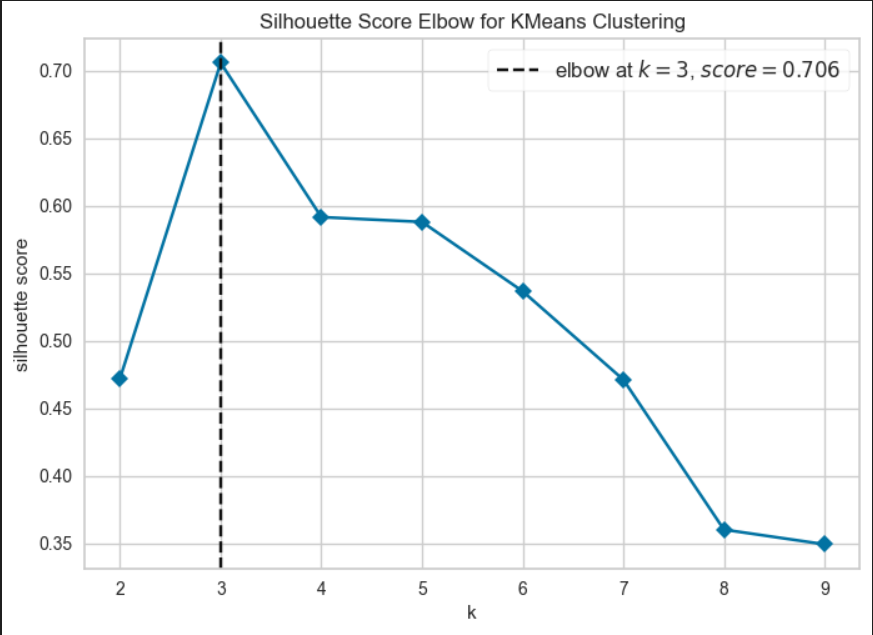 Silhouette Score Elbow for KMeans Clustering
elbow at k = 3, score = 0.706
silhouette score
0.70
0.65
0.60
0.55
0.50
0.45
0.40
0.35
2 3 4 5 6 7 8 9
k